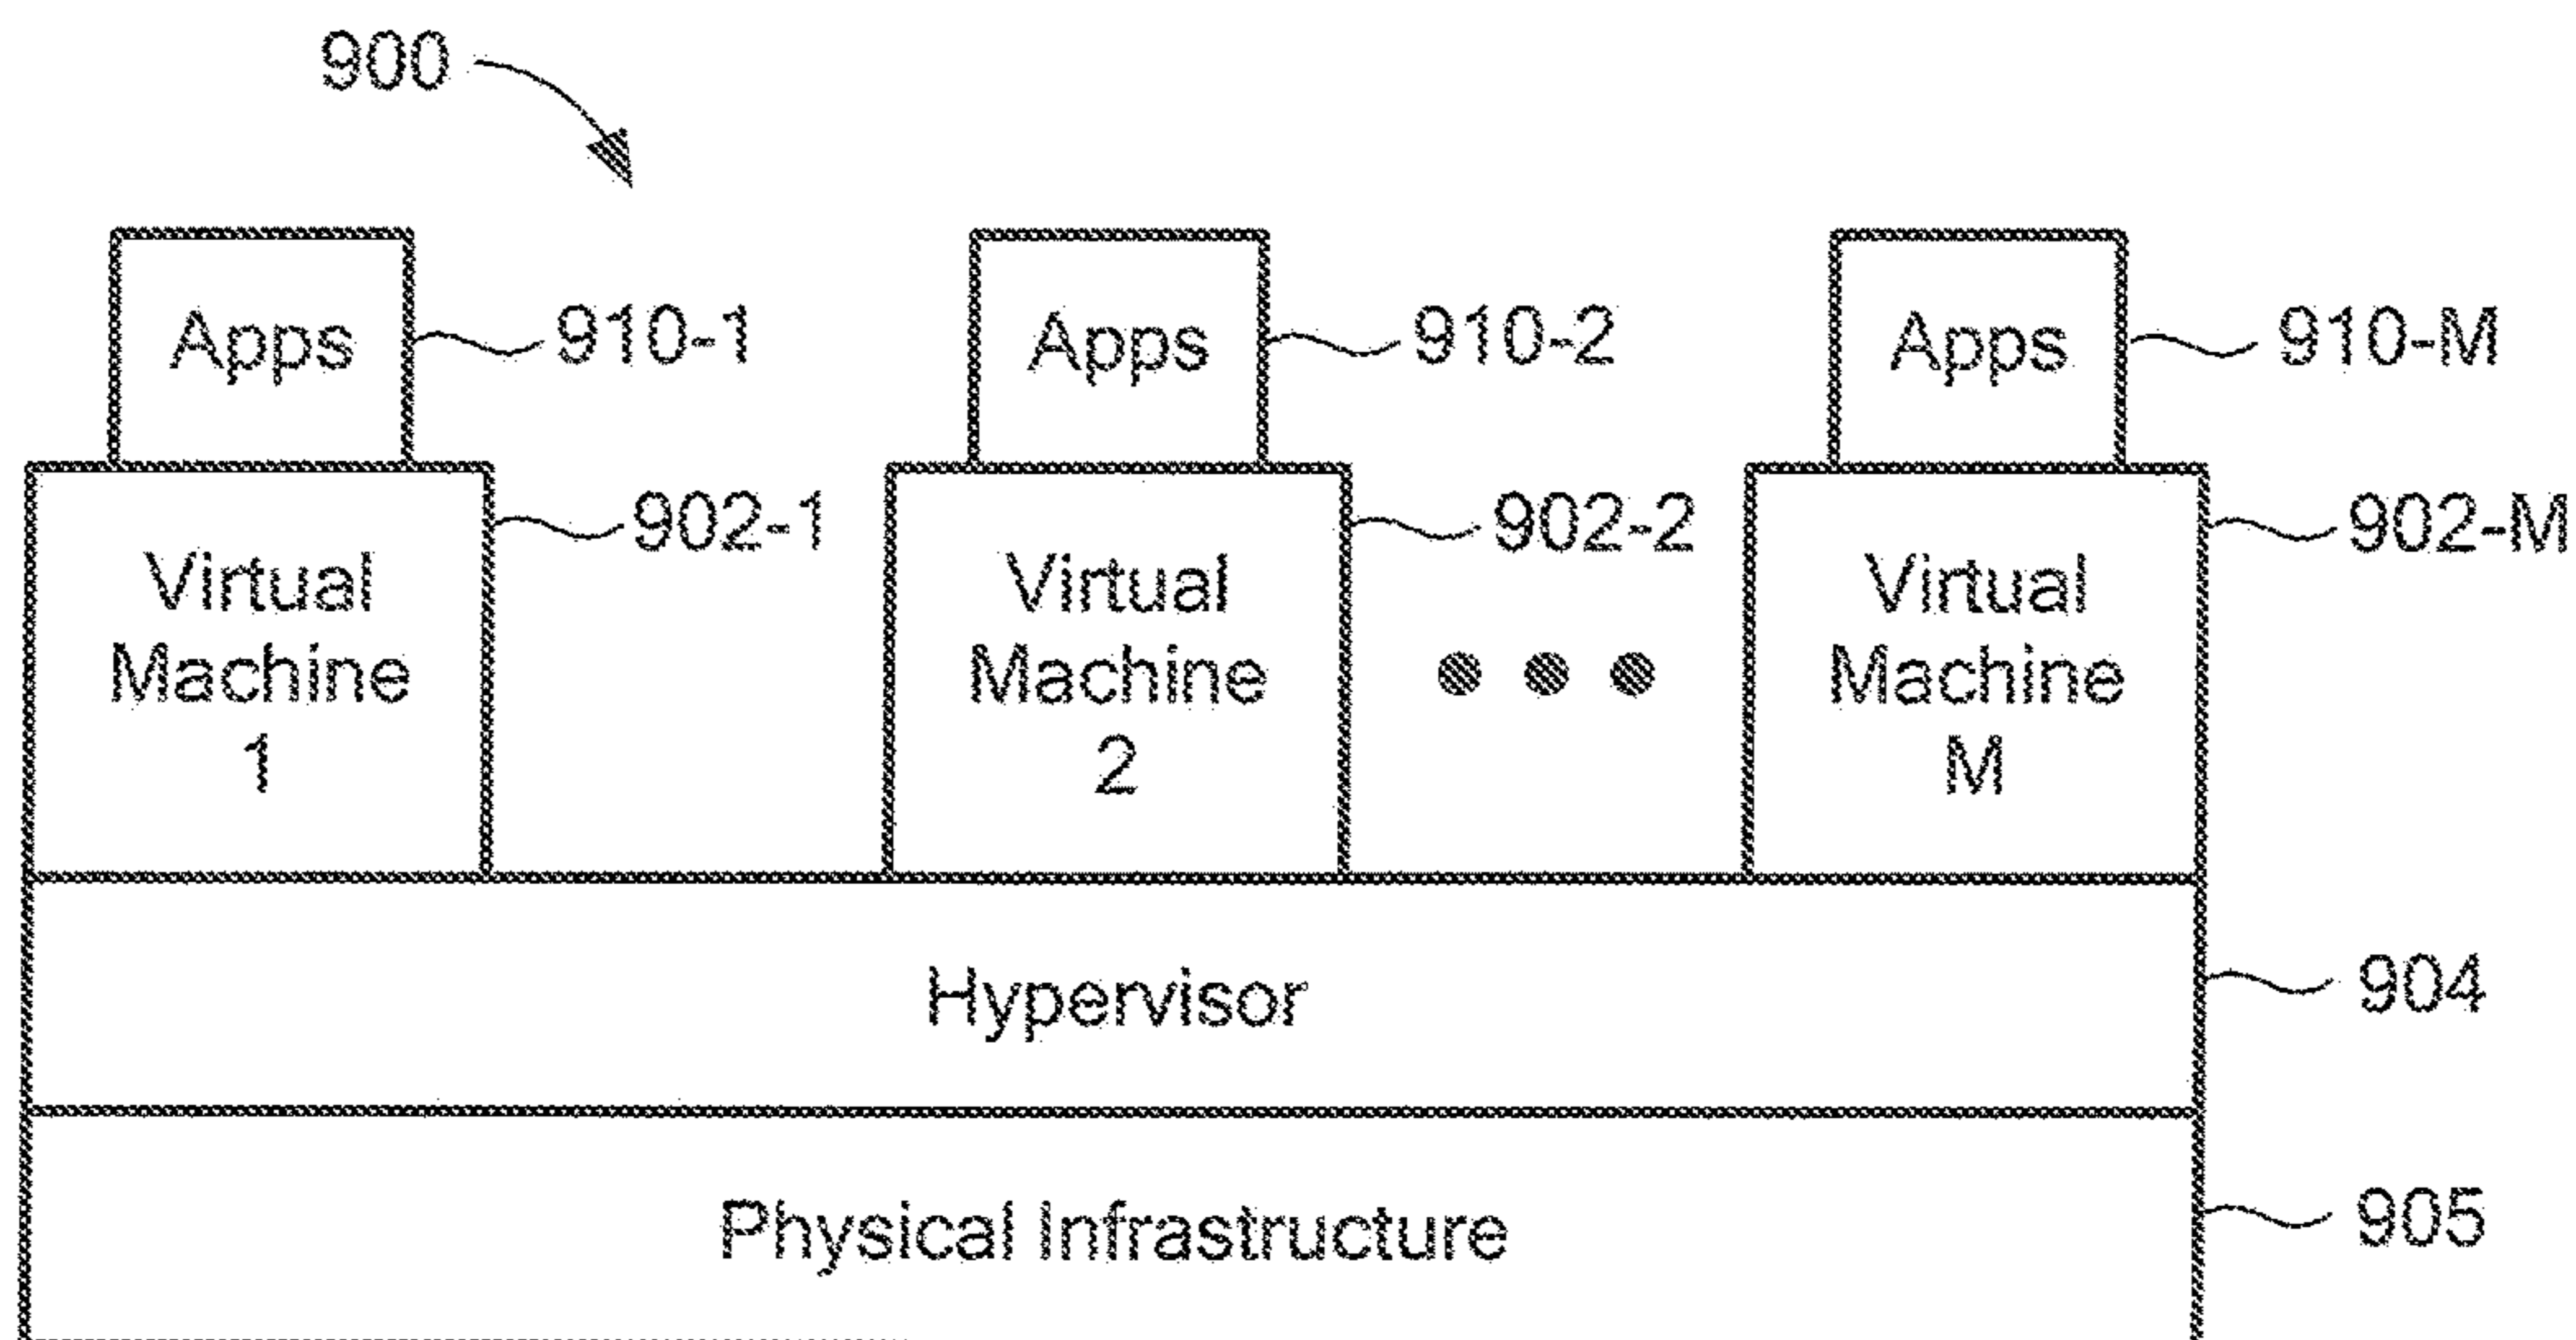 900
Apps
910-1
Apps
910-2
Apps
910-M
Virtual
Machine
1
902-1
Virtual
Machine
2
902-2
Virtual
Machine
M
902-M
Hypervisor
904
Physical Infrastructure
905